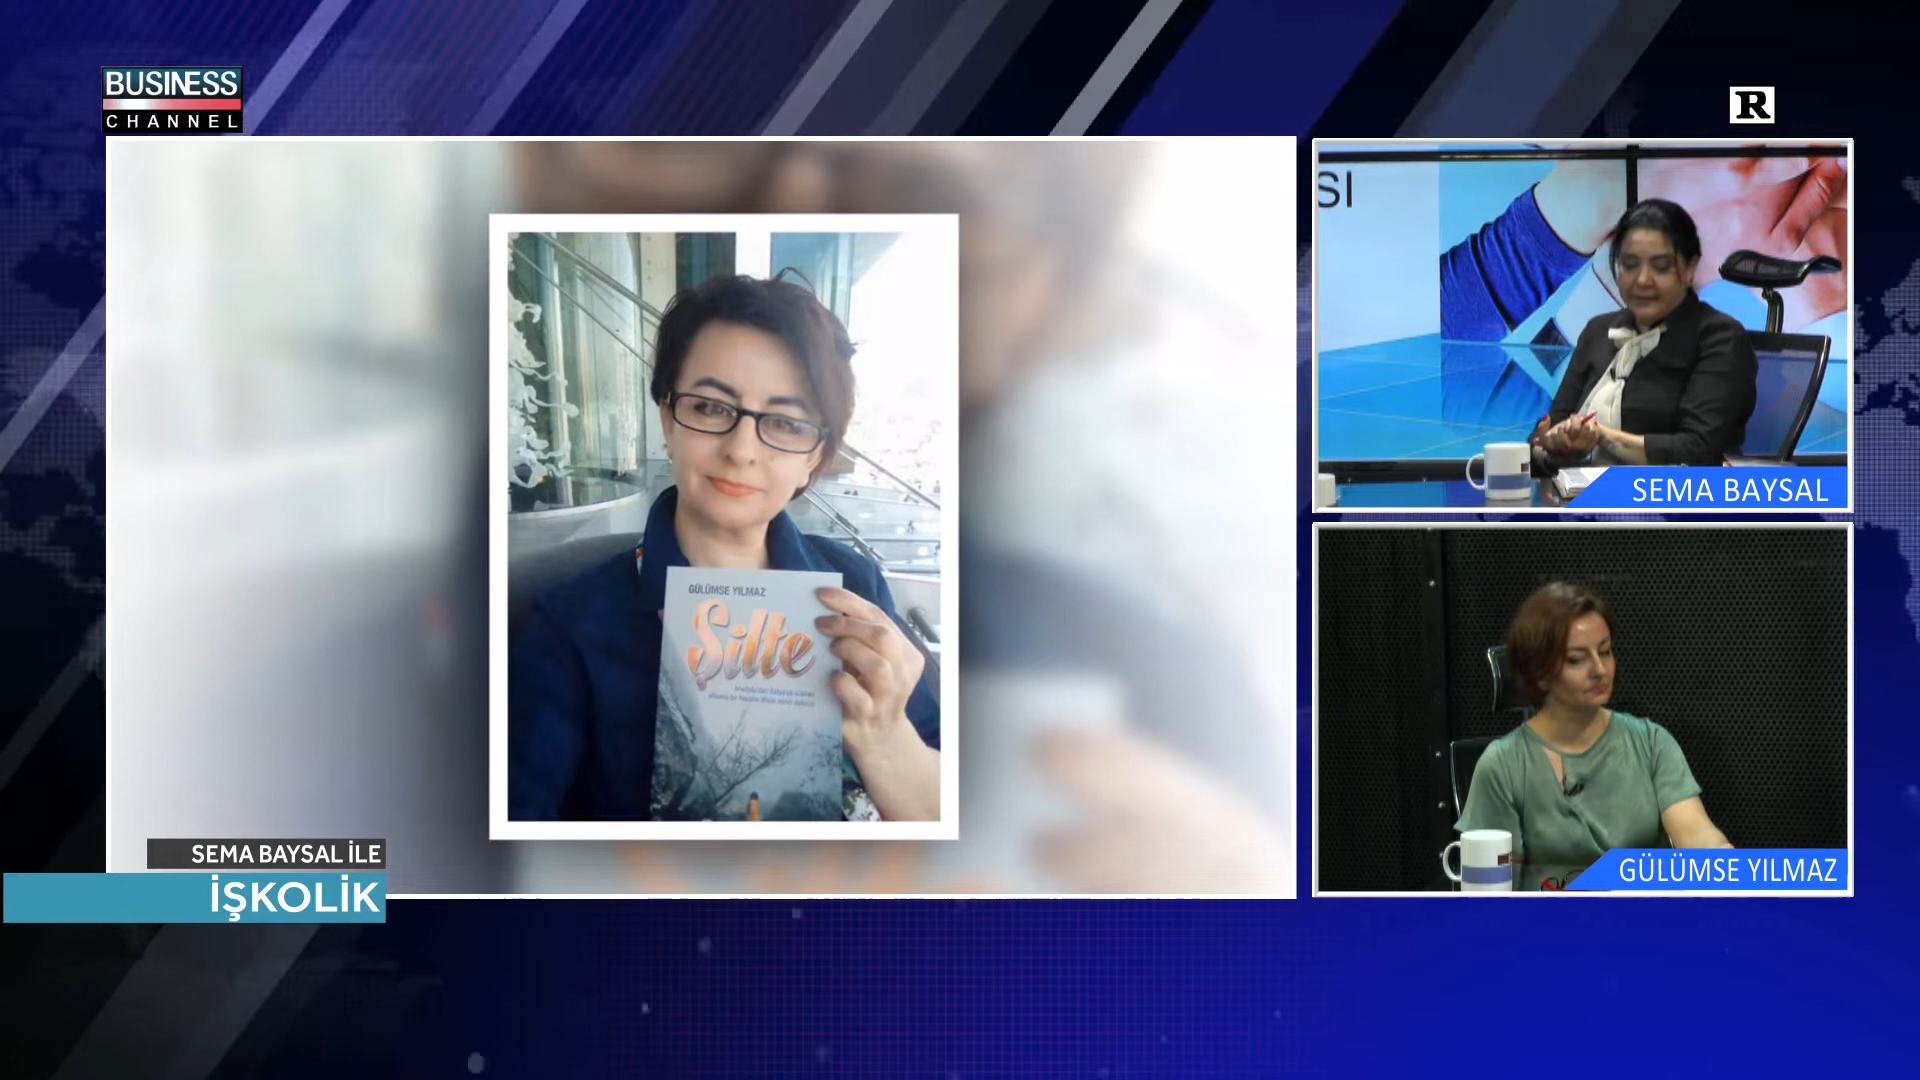 BUSINESS
CHANNEL
R
SI
SEMA BAYSAL
GÜLÜMSE YILMAZ
Şilte
GÜLÜMSE YILMAZ
SEMA BAYSAL İLE
İŞKOLİK